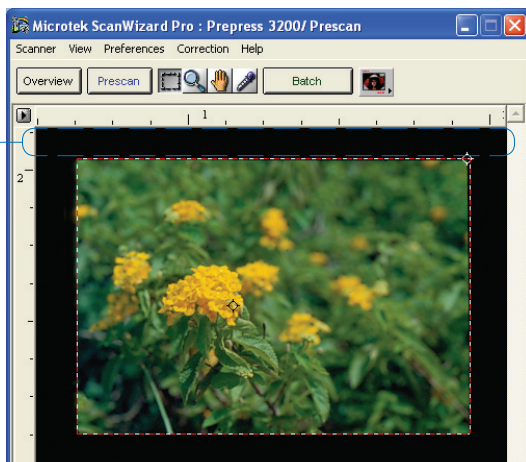 Microtek ScanWizard Pro : Prepress 3200/ Prescan
Scanner View Preferences Correction Help
Overview Prescan Batch
1
2